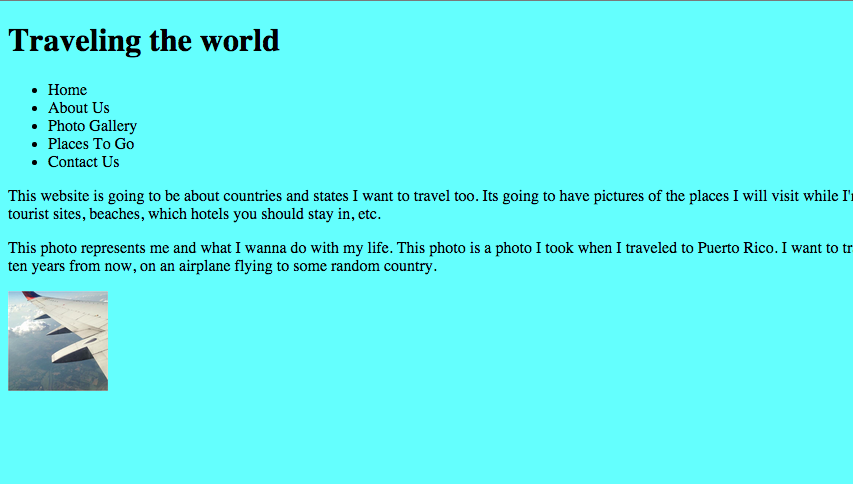 Traveling the world
Home
About Us
Photo Gallery
Places To Go
Contact Us
This website is going to be about countries and states I want to travel too. Its going to have pictures of the places I will visit while
tourist sites, beaches, which hotels you should stay in, etc.
This photo represents me and what I wanna do with my life. This photo is a photo I took when I traveled to Puerto Rico. I want to
ten years from now, on an airplane flying to some random country.